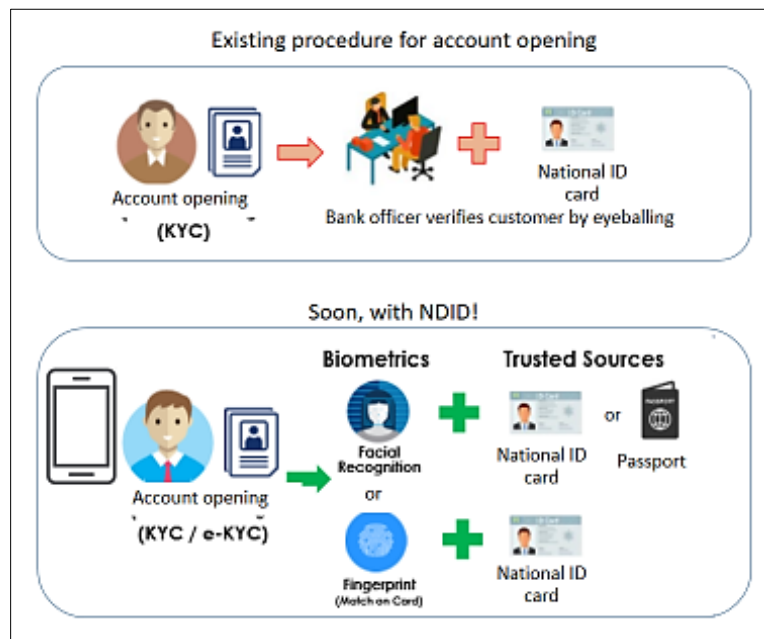 Existing procedure for account opening
Account opening
(KYC)
National ID
card
Bank officer verifies customer by eyeballing
Soon, with NDID!
Biometrics
Trusted Sources
Facial
Recognition
or
Fingerprint
(Match on Card)
National ID
card
or
PASSPORT
Passport
National ID
card
Account opening
(KYC / e-KYC)